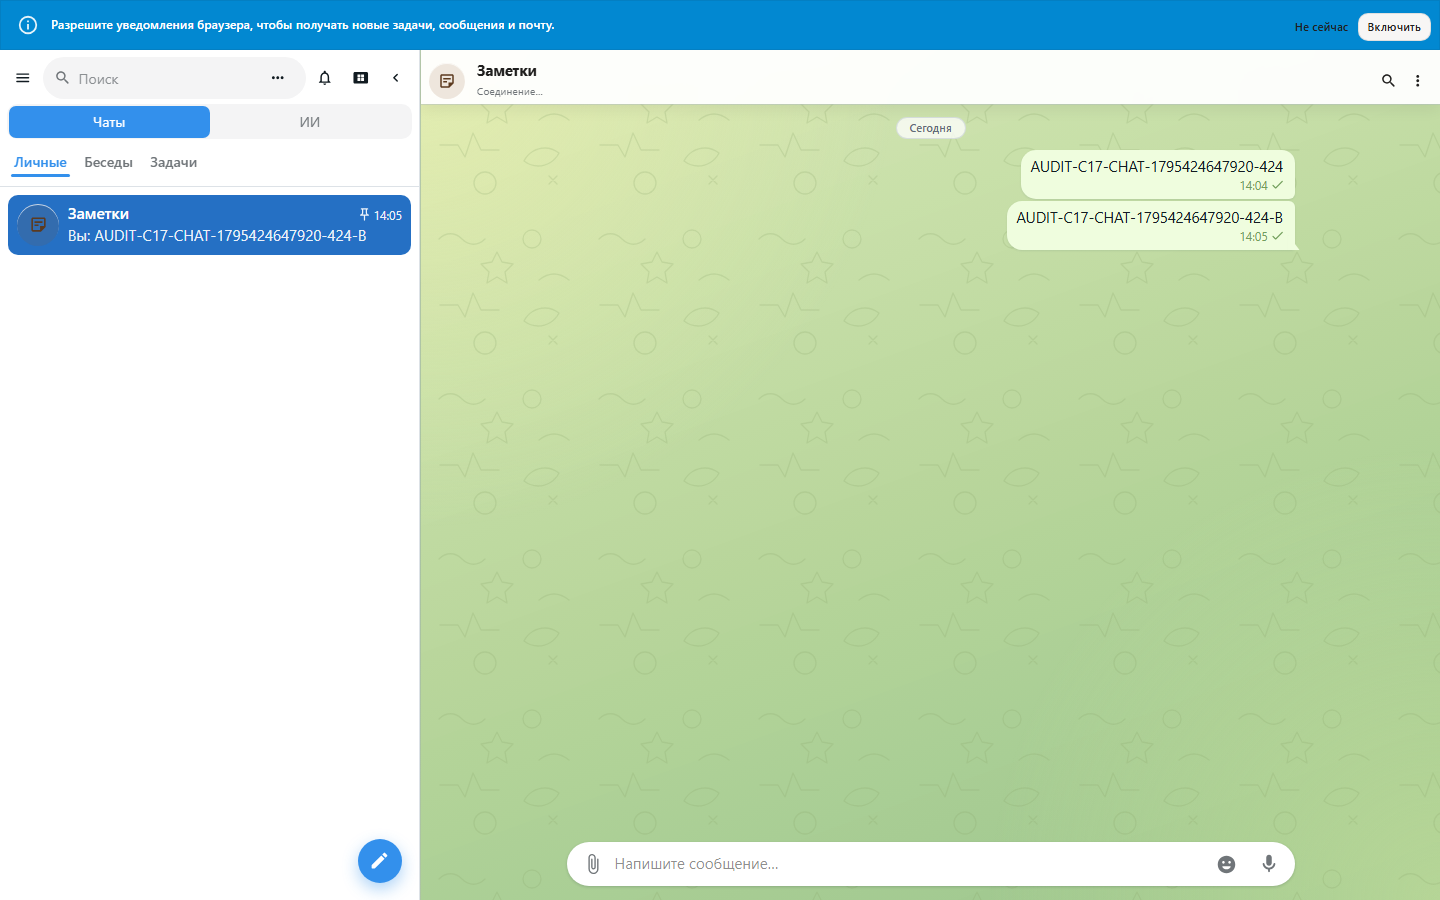 Разрешите уведомления браузера, чтобы получать новые задачи, сообщения и почту.
Не сейчас
Включить
Поиск
Чаты
ИИ
Личные
Беседы
Задачи
Заметки
14:05
Вы: AUDIT-C17-CHAT-1795424647920-424-B
Заметки
Соединение...
Сегодня
AUDIT-C17-CHAT-1795424647920-424
14:04
AUDIT-C17-CHAT-1795424647920-424-B
14:05
Напишите сообщение...